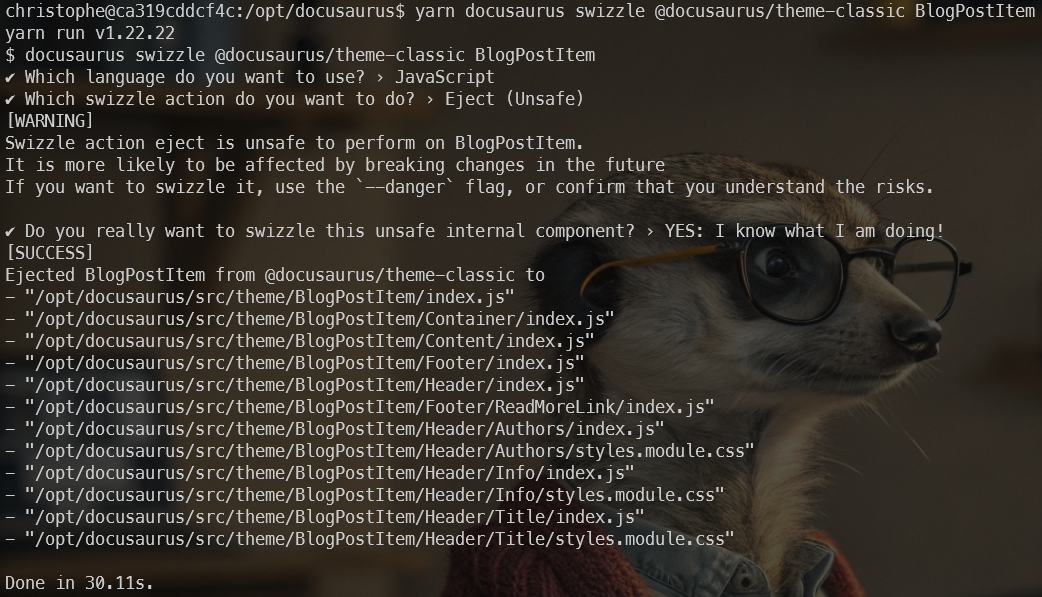 christophe@ca319cddcf4c:/opt/docusaurus$ yarn docusaurus swizzle @docusaurus/theme-classic BlogPostItem
yarn run v1.22.22
$ docusaurus swizzle @docusaurus/theme-classic BlogPostItem
✔ Which language do you want to use? › JavaScript
✔ Which swizzle action do you want to do? › Eject (Unsafe)
[WARNING]
Swizzle action eject is unsafe to perform on BlogPostItem.
It is more likely to be affected by breaking changes in the future
If you want to swizzle it, use the `--danger` flag, or confirm that you understand the risks.

✔ Do you really want to swizzle this unsafe internal component? › YES: I know what I am doing!
[SUCCESS]
Ejected BlogPostItem from @docusaurus/theme-classic to
- "/opt/docusaurus/src/theme/BlogPostItem/index.js"
- "/opt/docusaurus/src/theme/BlogPostItem/Container/index.js"
- "/opt/docusaurus/src/theme/BlogPostItem/Content/index.js"
- "/opt/docusaurus/src/theme/BlogPostItem/Footer/index.js"
- "/opt/docusaurus/src/theme/BlogPostItem/Header/index.js"
- "/opt/docusaurus/src/theme/BlogPostItem/Footer/ReadMoreLink/index.js"
- "/opt/docusaurus/src/theme/BlogPostItem/Header/Authors/index.js"
- "/opt/docusaurus/src/theme/BlogPostItem/Header/Authors/styles.module.css"
- "/opt/docusaurus/src/theme/BlogPostItem/Header/Info/index.js"
- "/opt/docusaurus/src/theme/BlogPostItem/Header/Info/styles.module.css"
- "/opt/docusaurus/src/theme/BlogPostItem/Header/Title/index.js"
- "/opt/docusaurus/src/theme/BlogPostItem/Header/Title/styles.module.css"

Done in 30.11s.